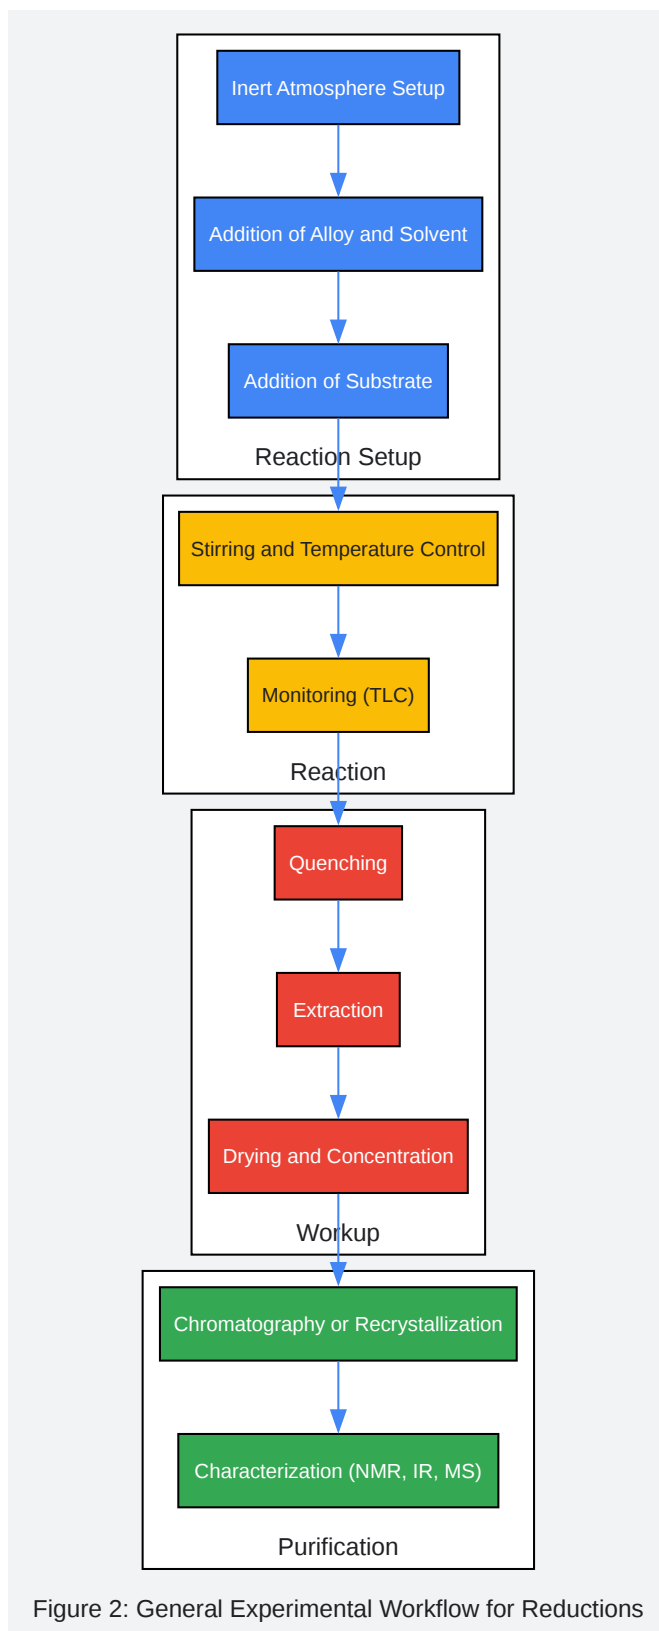 Inert Atmosphere Setup
Addition of Alloy and Solvent
Addition of Substrate
Reaction Setup
Stirring and Temperature Control
Monitoring (TLC)
Reaction
Quenching
Extraction
Drying and Concentration
Workup
Chromatography or Recrystallization
Characterization (NMR, IR, MS)
Purification
Figure 2: General Experimental Workflow for Reductions